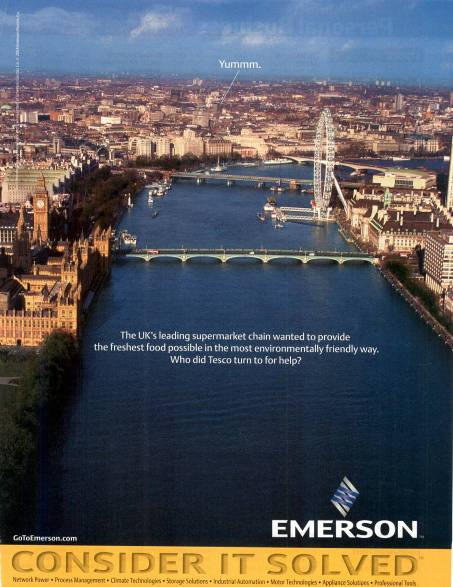 Yummm.
The UK's leading supermarket chain wanted to provide
the freshest food possible in the most environmentally friendly way.
Who did Tesco turn to for help?
EMERSON
GoToEmerson.com
CONSIDER IT SOLVED™
Network Power • Process Management • Climate Technologies • Storage Solutions • Industrial Automation • Motor Technologies • Appliance Solutions • Professional Tools